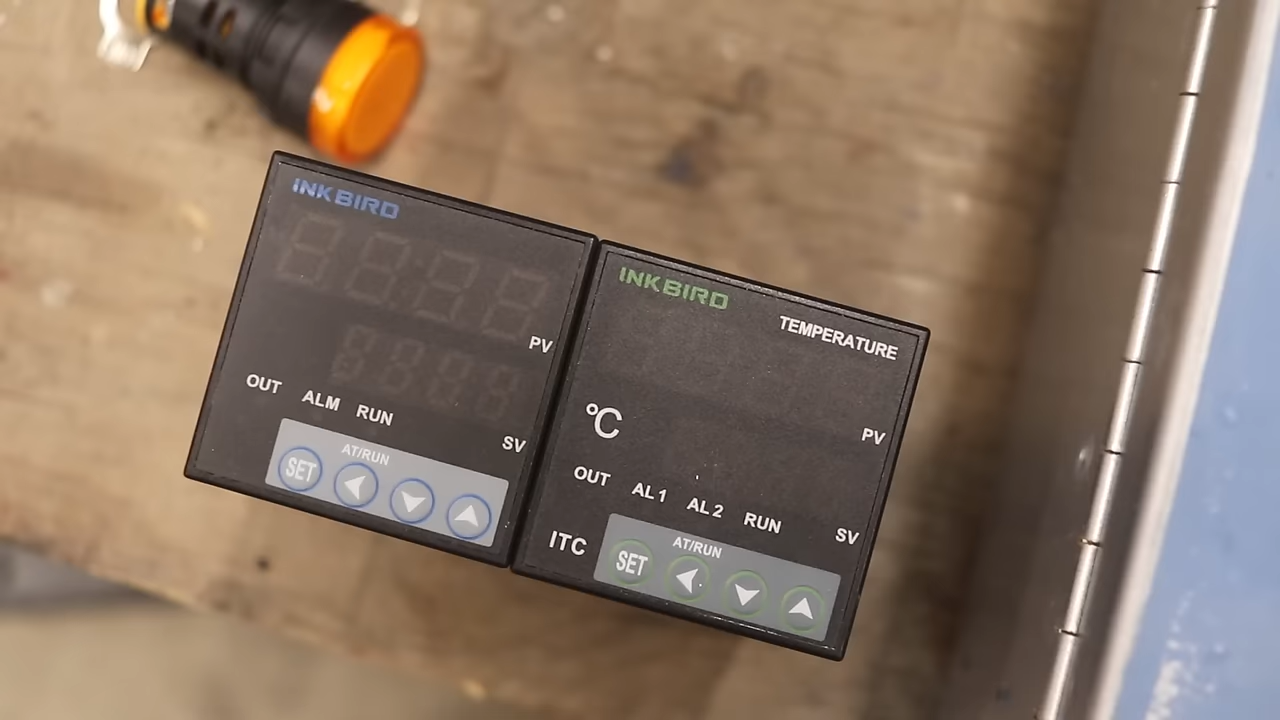 INKBIRD
PV
OUT ALM RUN
SV
AT/RUN
SET
INKBIRD
TEMPERATURE
°C
PV
OUT AL1 AL2 RUN
SV
ITC
AT/RUN
SET